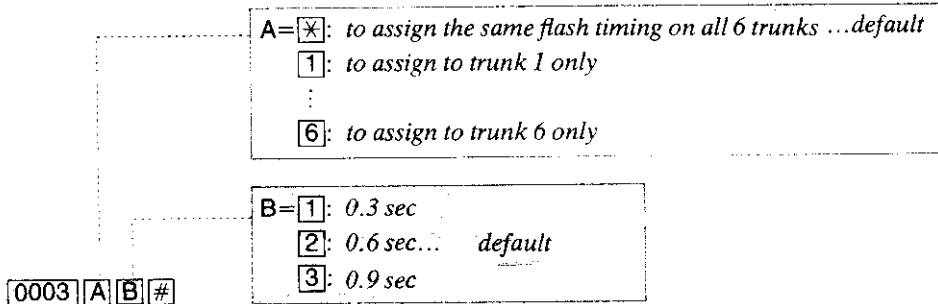 A=*: to assign the same flash timing on all 6 trunks ...default
1: to assign to trunk 1 only
⋮
6: to assign to trunk 6 only
B=1: 0.3 sec
2: 0.6 sec... default
3: 0.9 sec
0003 A B #